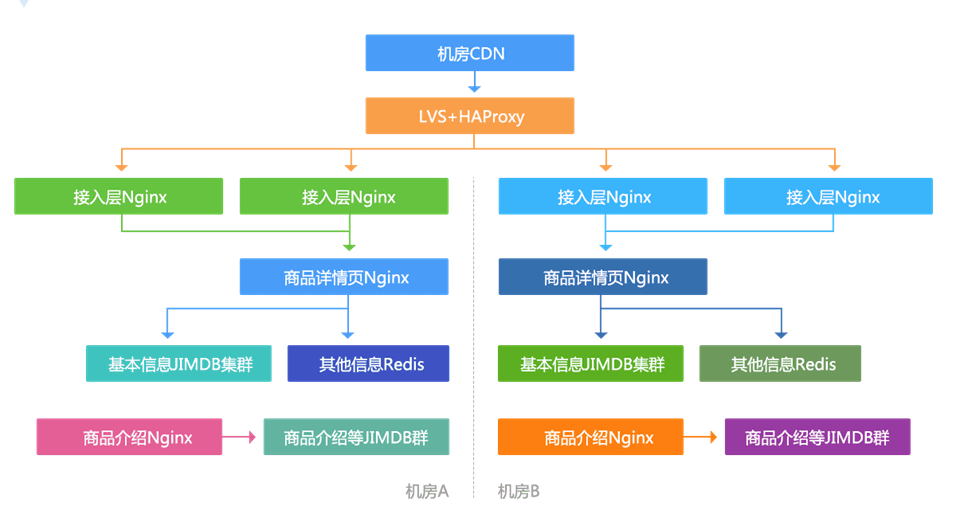 机房CDN
LVS+HAProxy
接入层Nginx
接入层Nginx
接入层Nginx
接入层Nginx
商品详情页Nginx
商品详情页Nginx
基本信息JIMDB集群
其他信息Redis
基本信息JIMDB集群
其他信息Redis
商品介绍Nginx
商品介绍等JIMDB群
商品介绍Nginx
商品介绍等JIMDB群
机房A
机房B